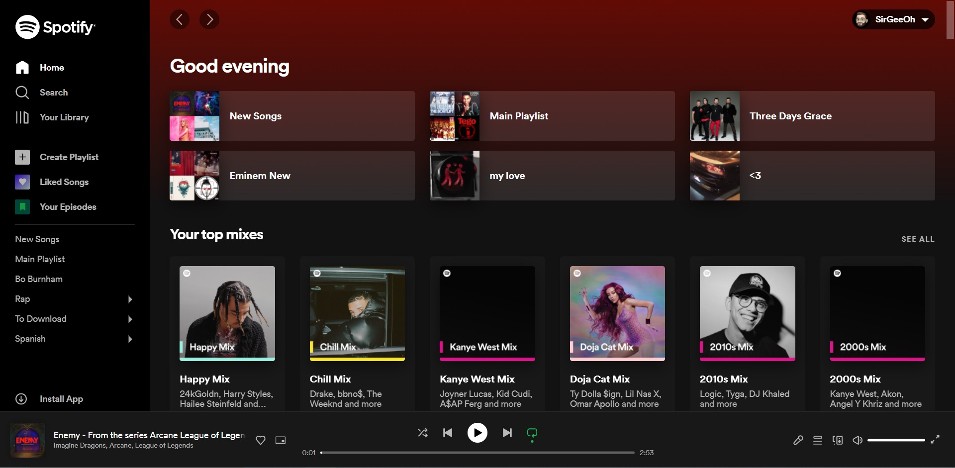 Spotify
SirGeeOh
Home
Search
Your Library
Create Playlist
Liked Songs
Your Episodes
New Songs
Main Playlist
Bo Burnham
Rap
To Download
Spanish
Install App
Good evening
New Songs
Main Playlist
Three Days Grace
Eminem New
my love
<3
Your top mixes
SEE ALL
Happy Mix
Chill Mix
Kanye West Mix
Doja Cat Mix
2010s Mix
2000s Mix
Happy Mix
24kGoldn, Harry Styles,
Hailee Steinfeld and...
Chill Mix
Drake, bbno$, The
Weeknd and more
Kanye West Mix
Joyner Lucas, Kid Cudi,
A$AP Ferg and more
Doja Cat Mix
Ty Dolla $ign, Lil Nas X,
Omar Apollo and more
2010s Mix
Logic, Tyga, DJ Khaled
and more
2000s Mix
Kanye West, Akon,
Angel Y Khriz and more
ENEMY
Enemy - From the series Arcane League of Legen
Imagine Dragons, Arcane, League of Legends
0:01
2:53